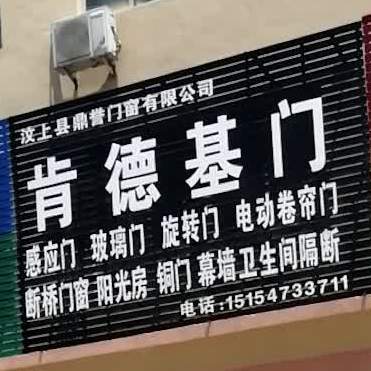 汶上县鼎誉门窗有限公司
肯德基门
感应门 玻璃门 旋转门 电动卷帘门
断桥门窗 阳光房 铜门 幕墙卫生间隔断
电话:15154733711